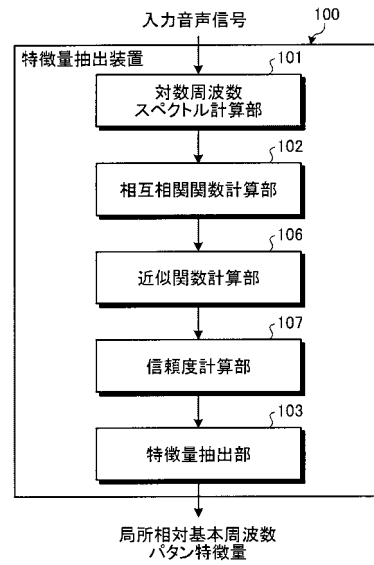 入力音声信号
100
特徴量抽出装置
101
対数周波数
スペクトル計算部
102
相互相関関数計算部
106
近似関数計算部
107
信頼度計算部
103
特徴量抽出部
局所相対基本周波数
パタン特徴量